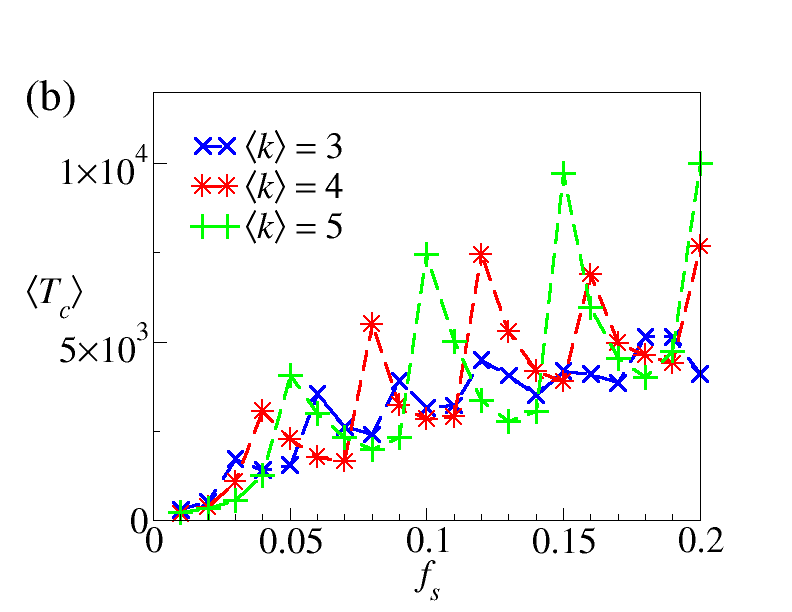 (b)
⟨k⟩ = 3
⟨k⟩ = 4
⟨k⟩ = 5
1×10⁴
5×10³
0
⟨T_c⟩
0 0.05 0.1 0.15 0.2
f_s